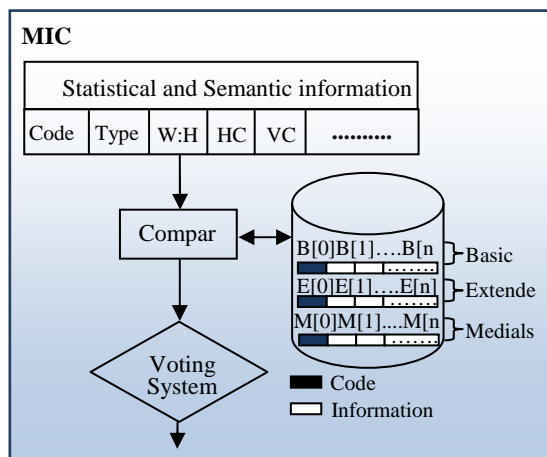 MIC
Statistical and Semantic information
Code Type W:H HC VC ..........
Compar
B[0]B[1]….B[n
Basic
E[0]E[1]….E[n]
Extende
M[0]M[1]....M[n
Medials
Voting
System
Code
Information